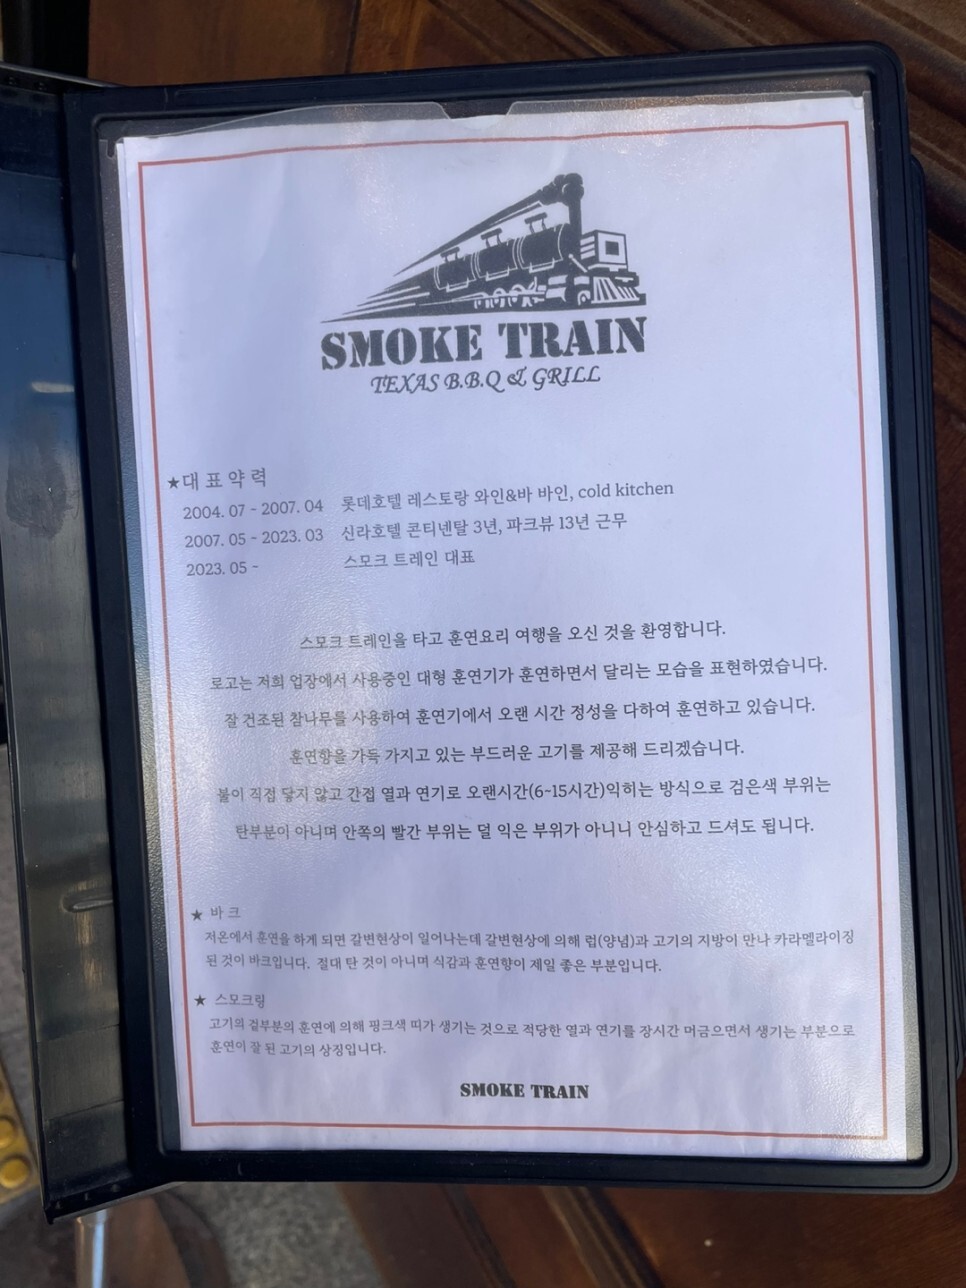 SMOKE TRAIN
TEXAS B.B.Q & GRILL
★대 표 약 력
2004. 07 - 2007. 04 롯데호텔 레스토랑 와인&바 바인, cold kitchen
2007. 05 - 2023. 03 신라호텔 콘티넨탈 3년, 파크뷰 13년 근무
2023. 05 - 스모크 트레인 대표
스모크 트레인을 타고 훈연요리 여행을 오신 것을 환영합니다.
로고는 저희 업장에서 사용중인 대형 훈연기가 훈연하면서 달리는 모습을 표현하였습니다.
잘 건조된 참나무를 사용하여 훈연기에서 오랜 시간 정성을 다하여 훈연하고 있습니다.
훈연향을 가득 가지고 있는 부드러운 고기를 제공해 드리겠습니다.
불이 직접 닿지 않고 간접 열과 연기로 오랜시간(6-15시간)익히는 방식으로 검은색 부위는
탄부분이 아니며 안쪽의 빨간 부위는 덜 익은 부위가 아니니 안심하고 드셔도 됩니다.
★ 바 크
저온에서 훈연을 하게 되면 갈변현상이 일어나는데 갈변현상에 의해 럽(양념)과 고기의 지방이 만나 카라멜라이징
된 것이 바크입니다. 절대 탄 것이 아니며 식감과 훈연향이 제일 좋은 부분입니다.
★ 스모크링
고기의 겉부분의 훈연에 의해 핑크색 띠가 생기는 것으로 적당한 열과 연기를 장시간 머금으면서 생기는 부분으로
훈연이 잘 된 고기의 상징입니다.
SMOKE TRAIN